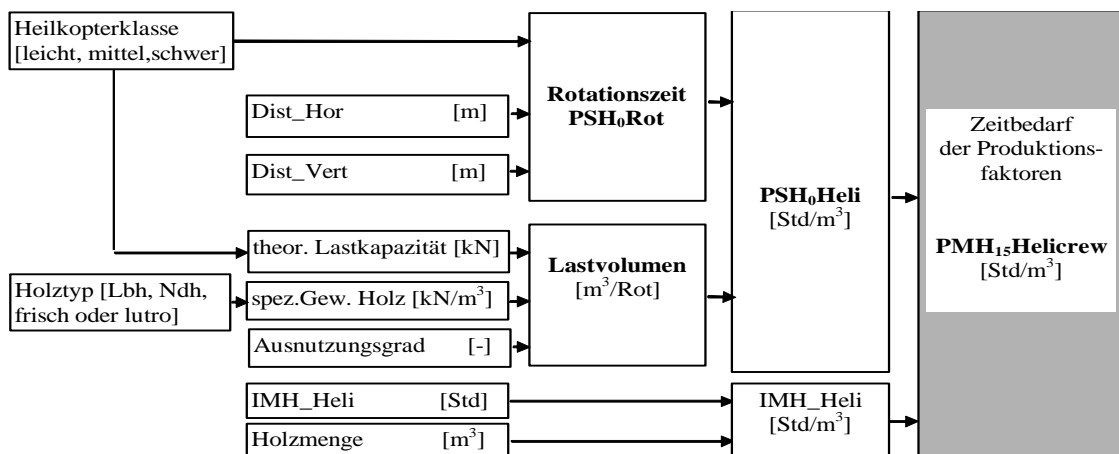 Heilkopterklasse
[leicht, mittel,schwer]
Dist_Hor [m]
Dist_Vert [m]
Rotationszeit
PSH₀Rot
theor. Lastkapazität [kN]
Holztyp [Lbh, Ndh,
frisch oder lutro]
spez.Gew. Holz [kN/m³]
Ausnutzungsgrad [-]
Lastvolumen
[m³/Rot]
PSH₀Heli
[Std/m³]
IMH_Heli [Std]
Holzmenge [m³]
IMH_Heli
[Std/m³]
Zeitbedarf
der Produktions-
faktoren
PMH₁₅Helicrew
[Std/m³]